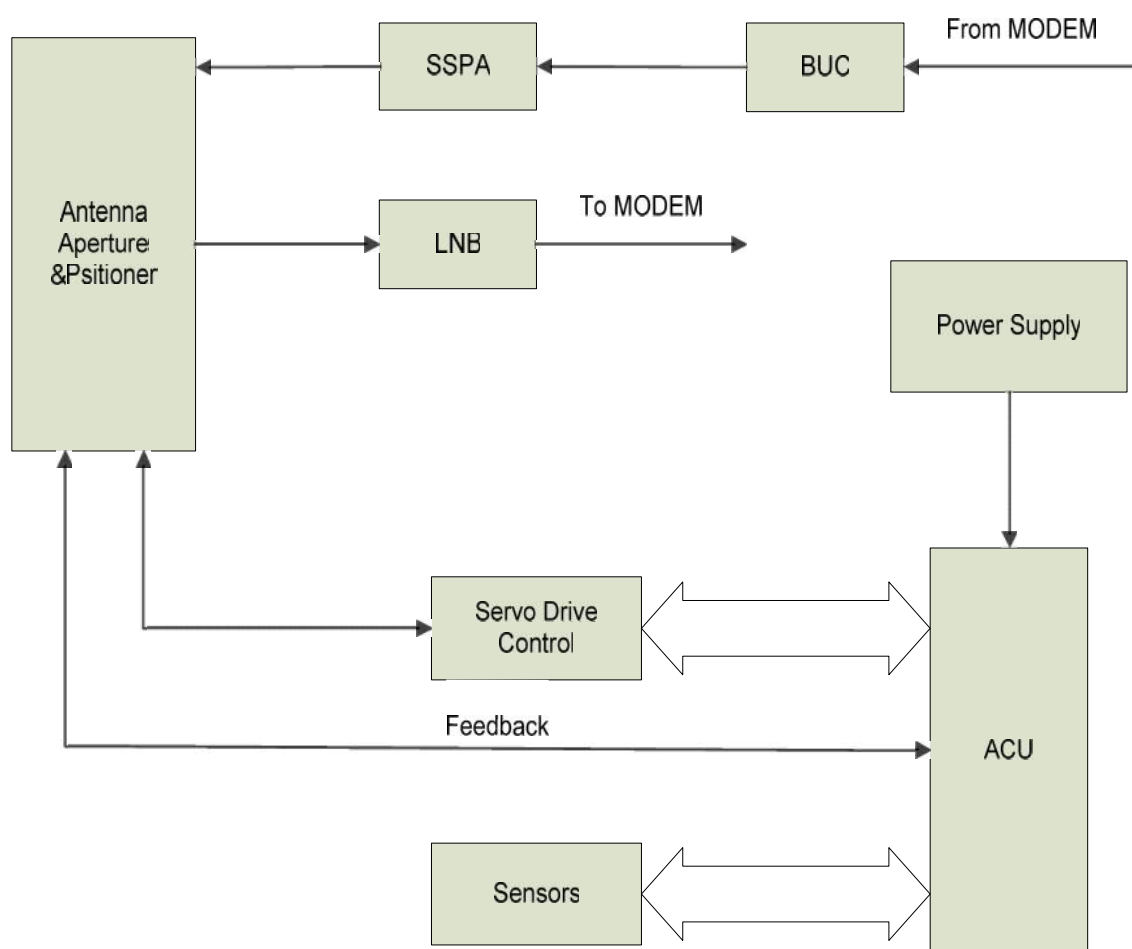 From MODEM
SSPA
BUC
Antenna
Aperture
&Psitioner
LNB
To MODEM
Power Supply
Servo Drive
Control
Feedback
ACU
Sensors